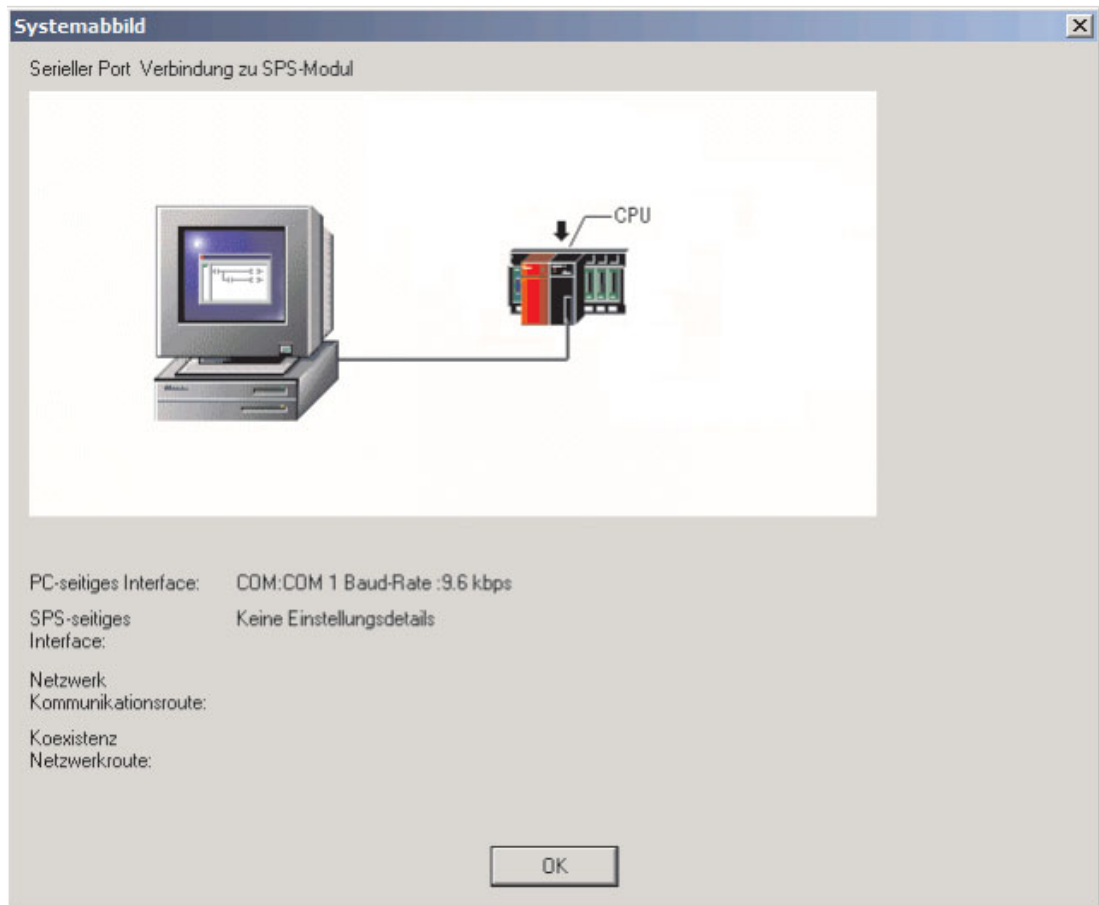 Systemabbild
Serieller Port Verbindung zu SPS-Modul
CPU
PC-seitiges Interface: COM:COM 1 Baud-Rate :9.6 kbps
SPS-seitiges Interface: Keine Einstellungsdetails
Netzwerk
Kommunikationsroute:
Koexistenz
Netzwerkroute:
OK